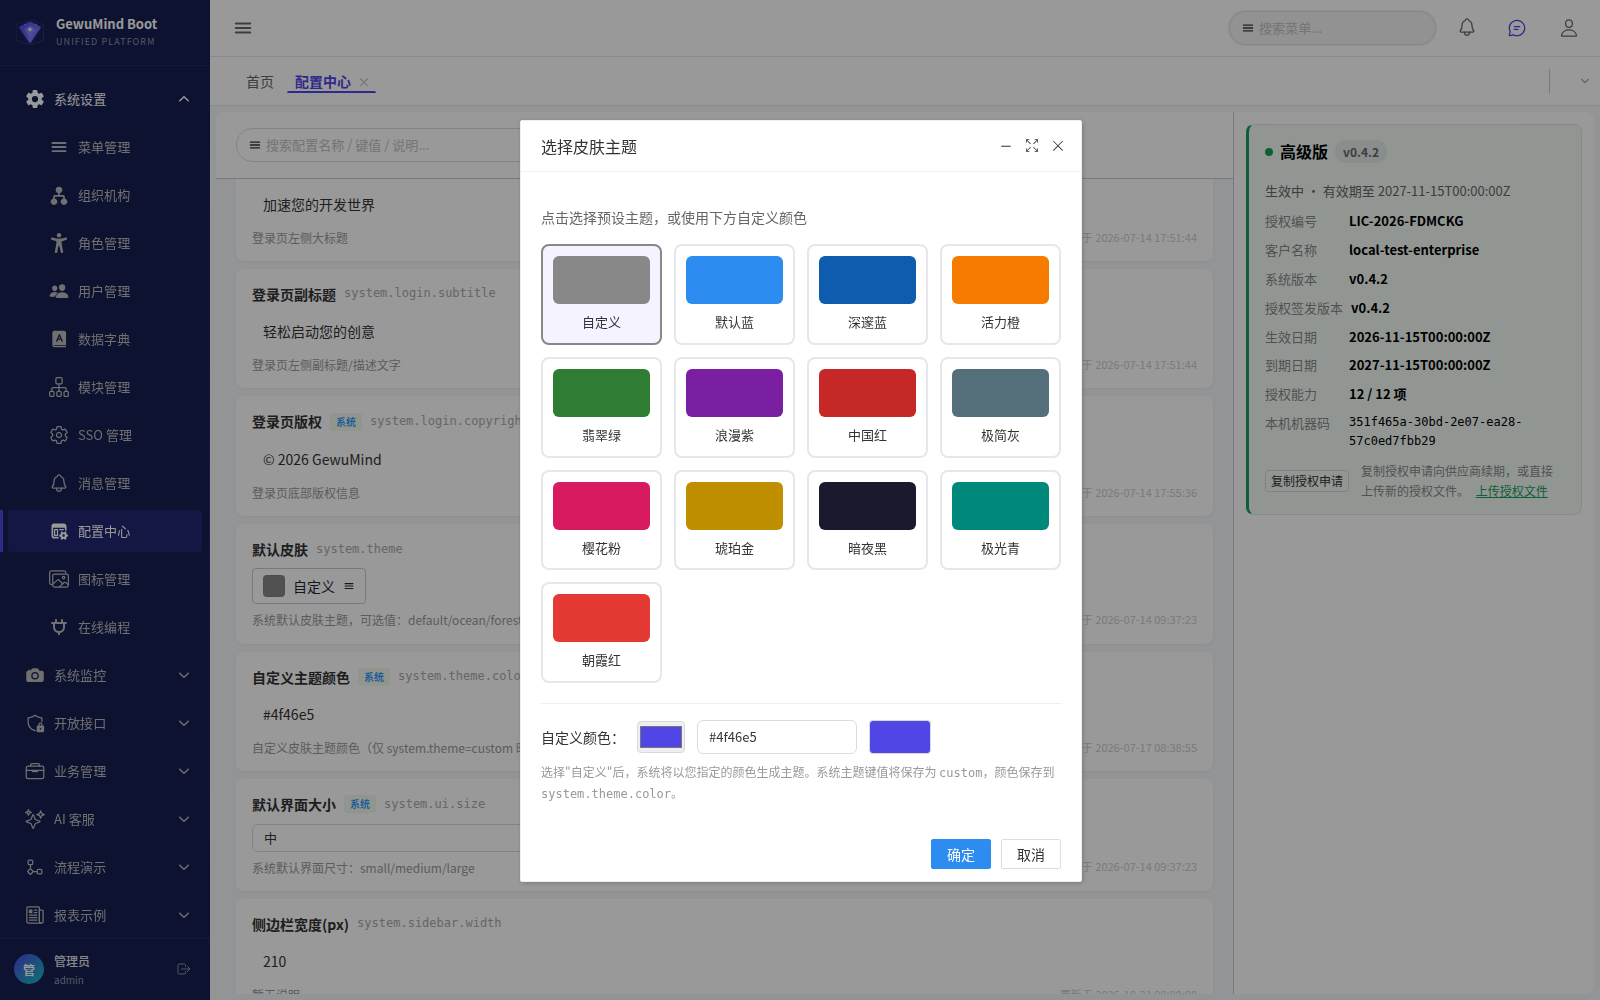 GewuMind Boot
UNIFIED PLATFORM
系统设置
菜单管理
组织机构
角色管理
用户管理
数据字典
模块管理
SSO 管理
消息管理
配置中心
图标管理
在线编程
系统监控
开放接口
业务管理
AI 客服
流程演示
报表示例
管
管理员
admin
搜索菜单...
首页
配置中心
搜索配置名称 / 键值 / 说明...
加速您的开发世界
登录页左侧大标题
于 2026-07-14 17:51:44
登录页副标题 system.login.subtitle
轻松启动您的创意
登录页左侧副标题/描述文字
于 2026-07-14 17:51:44
登录页版权 系统 system.login.copyrigh
© 2026 GewuMind
登录页底部版权信息
于 2026-07-14 17:55:36
默认皮肤 system.theme
自定义
系统默认皮肤主题，可选值：default/ocean/forest
于 2026-07-14 09:37:23
自定义主题颜色 系统 system.theme.colo
#4f46e5
自定义皮肤主题颜色（仅 system.theme=custom
于 2026-07-17 08:38:55
默认界面大小 系统 system.ui.size
中
系统默认界面尺寸：small/medium/large
于 2026-07-14 09:37:23
侧边栏宽度(px) system.sidebar.width
210
选择皮肤主题
点击选择预设主题，或使用下方自定义颜色
自定义
默认蓝
深邃蓝
活力橙
翡翠绿
浪漫紫
中国红
极简灰
樱花粉
琥珀金
暗夜黑
极光青
朝霞红
自定义颜色：
#4f46e5
选择"自定义"后，系统将以您指定的颜色生成主题。系统主题键值将保存为 custom，颜色保存到
system.theme.color。
确定
取消
高级版 v0.4.2
生效中 · 有效期至 2027-11-15T00:00:00Z
授权编号 LIC-2026-FDMCKG
客户名称 local-test-enterprise
系统版本 v0.4.2
授权签发版本 v0.4.2
生效日期 2026-11-15T00:00:00Z
到期日期 2027-11-15T00:00:00Z
授权能力 12 / 12 项
本机机器码 351f465a-30bd-2e07-ea28-
57c0ed7fbb29
复制授权申请
复制授权申请向供应商续期，或直接
上传新的授权文件。 上传授权文件